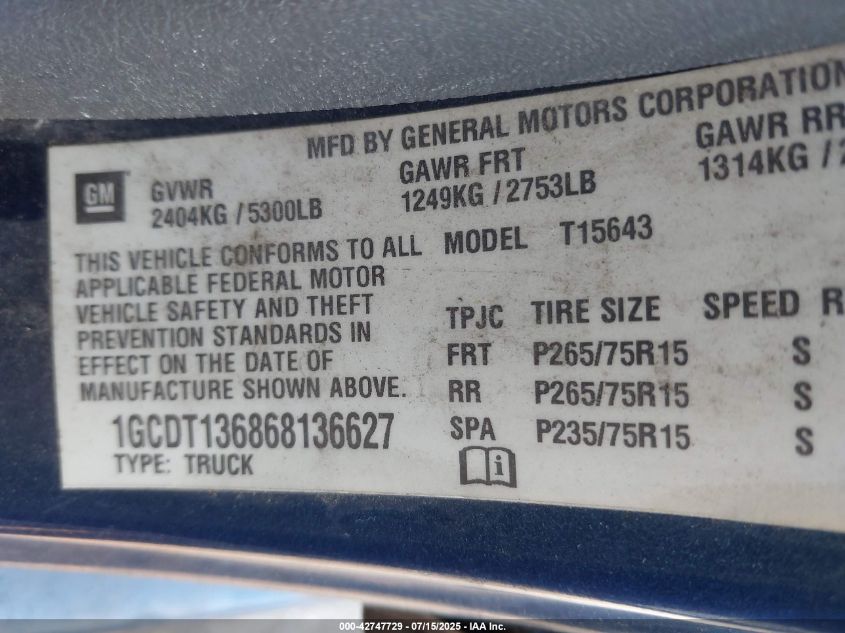 MFD BY GENERAL MOTORS CORPORATION
GM
GVWR
2404KG / 5300LB
GAWR FRT
1249KG / 2753LB
GAWR RR
1314KG / 2
THIS VEHICLE CONFORMS TO ALL
APPLICABLE FEDERAL MOTOR
VEHICLE SAFETY AND THEFT
PREVENTION STANDARDS IN
EFFECT ON THE DATE OF
MANUFACTURE SHOWN ABOVE.
1GCDT136868136627
TYPE: TRUCK
MODEL T15643
TPJC TIRE SIZE SPEED R
FRT P265/75R15 S
RR P265/75R15 S
SPA P235/75R15 S
i
000-42747729 - 07/15/2025 - IAA Inc.